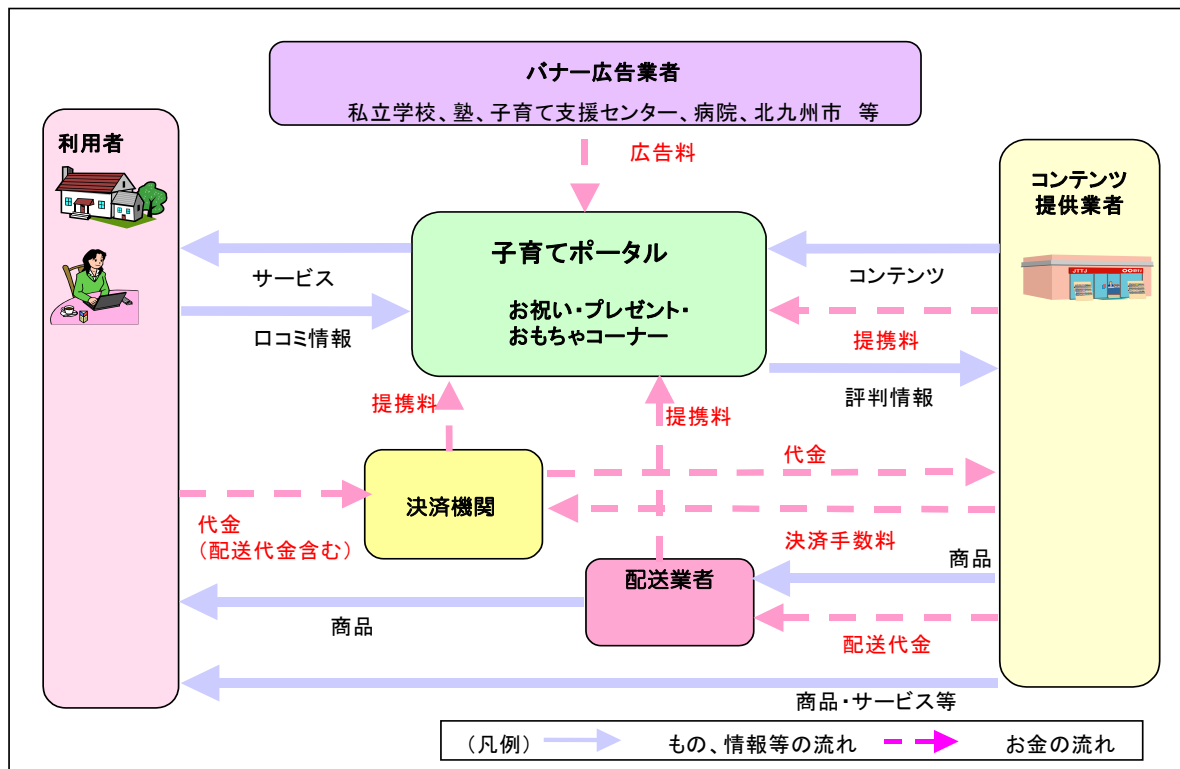 バナー広告業者
私立学校、塾、子育て支援センター、病院、北九州市 等
利用者
広告料
コンテンツ
提供業者
子育てポータル
お祝い・プレゼント・
おもちゃコーナー
サービス
口コミ情報
コンテンツ
提携料
評判情報
JTTJ
提携料
提携料
代金
決済機関
代金
(配送代金含む)
決済手数料
商品
配送業者
商品
配送代金
商品・サービス等
(凡例)
もの、情報等の流れ
お金の流れ